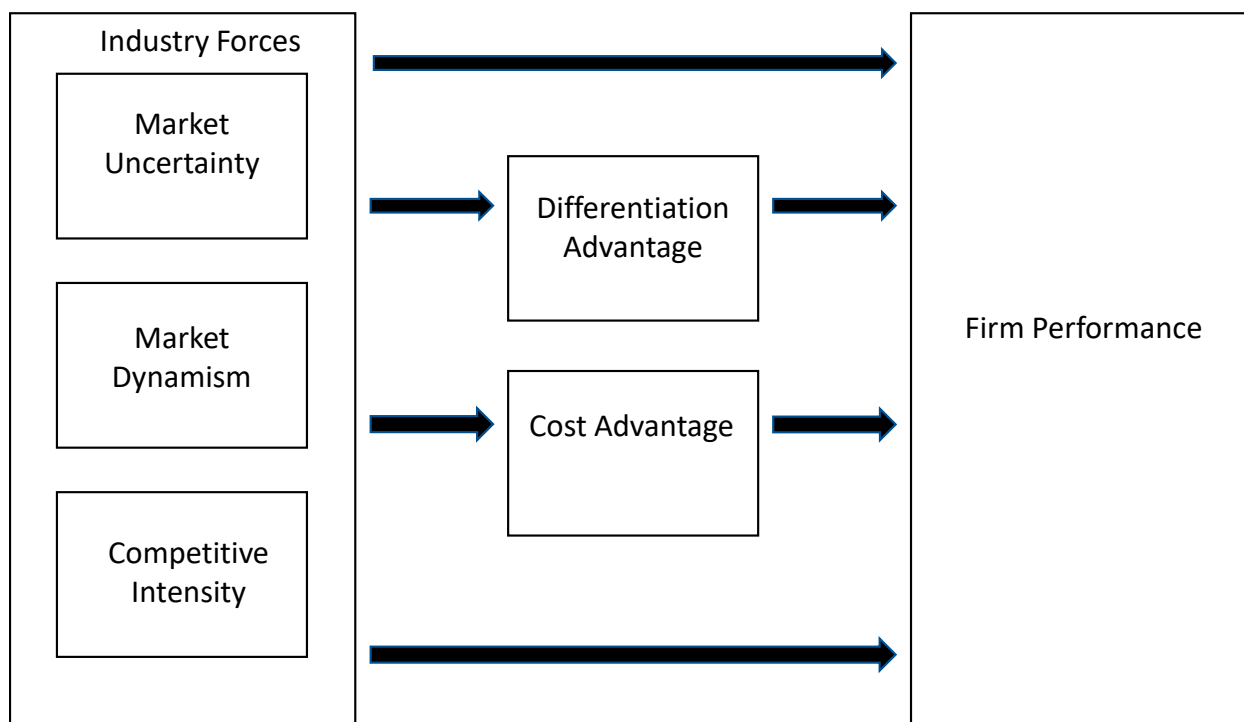 Industry Forces
Market
Uncertainty
Market
Dynamism
Competitive
Intensity
Differentiation
Advantage
Cost Advantage
Firm Performance